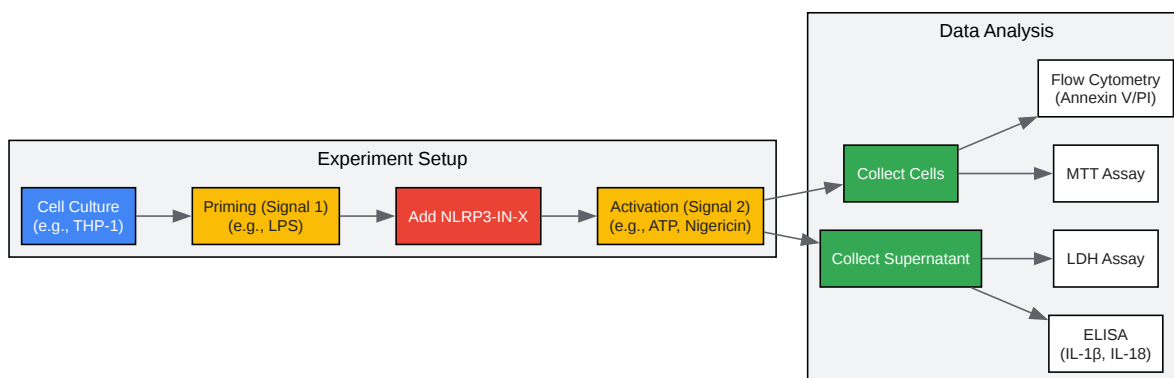 Data Analysis
Flow Cytometry
(Annexin V/PI)
Experiment Setup
Cell Culture
(e.g., THP-1)
Priming (Signal 1)
(e.g., LPS)
Add NLRP3-IN-X
Activation (Signal 2)
(e.g., ATP, Nigericin)
Collect Cells
MTT Assay
Collect Supernatant
LDH Assay
ELISA
(IL-1β, IL-18)